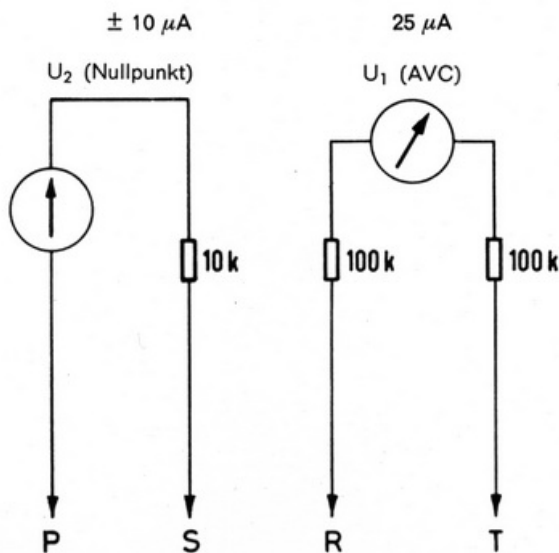 ± 10 µA 25 µA
U₂ (Nullpunkt) U₁ (AVC)
10 k 100 k 100 k
P S R T